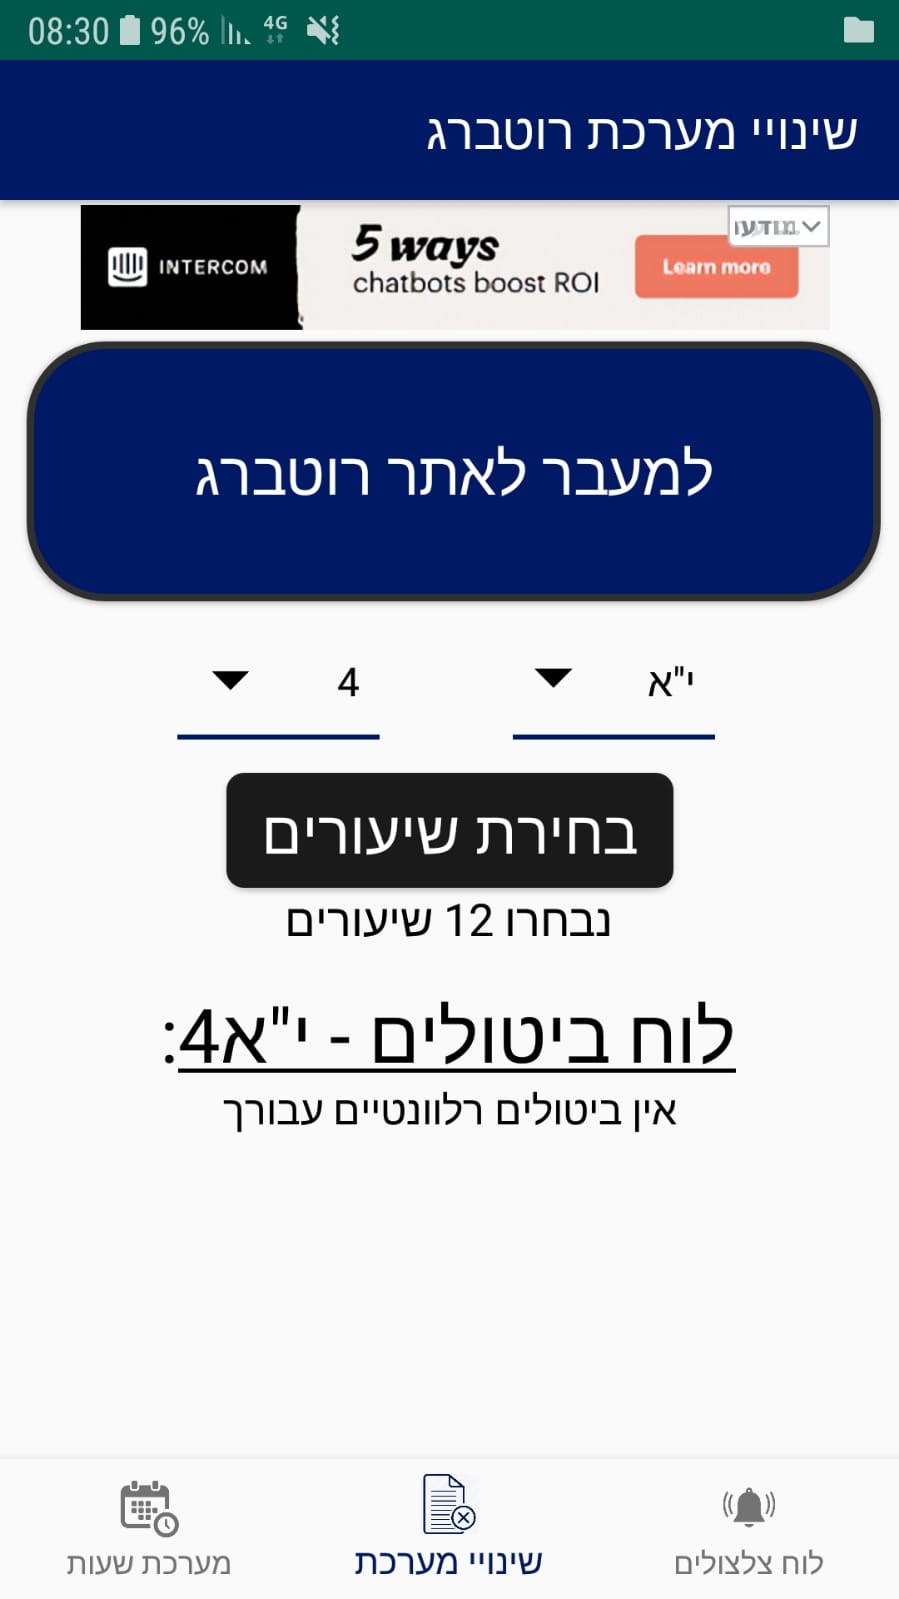 08:30 96% 4G
שינויי מערכת רוטברג
INTERCOM
5 ways
chatbots boost ROI
Learn more
למעבר לאתר רוטברג
י"א
4
בחירת שיעורים
נבחרו 12 שיעורים
לוח ביטולים - י"א4:
אין ביטולים רלוונטיים עבורך
לוח צלצולים
שינויי מערכת
מערכת שעות